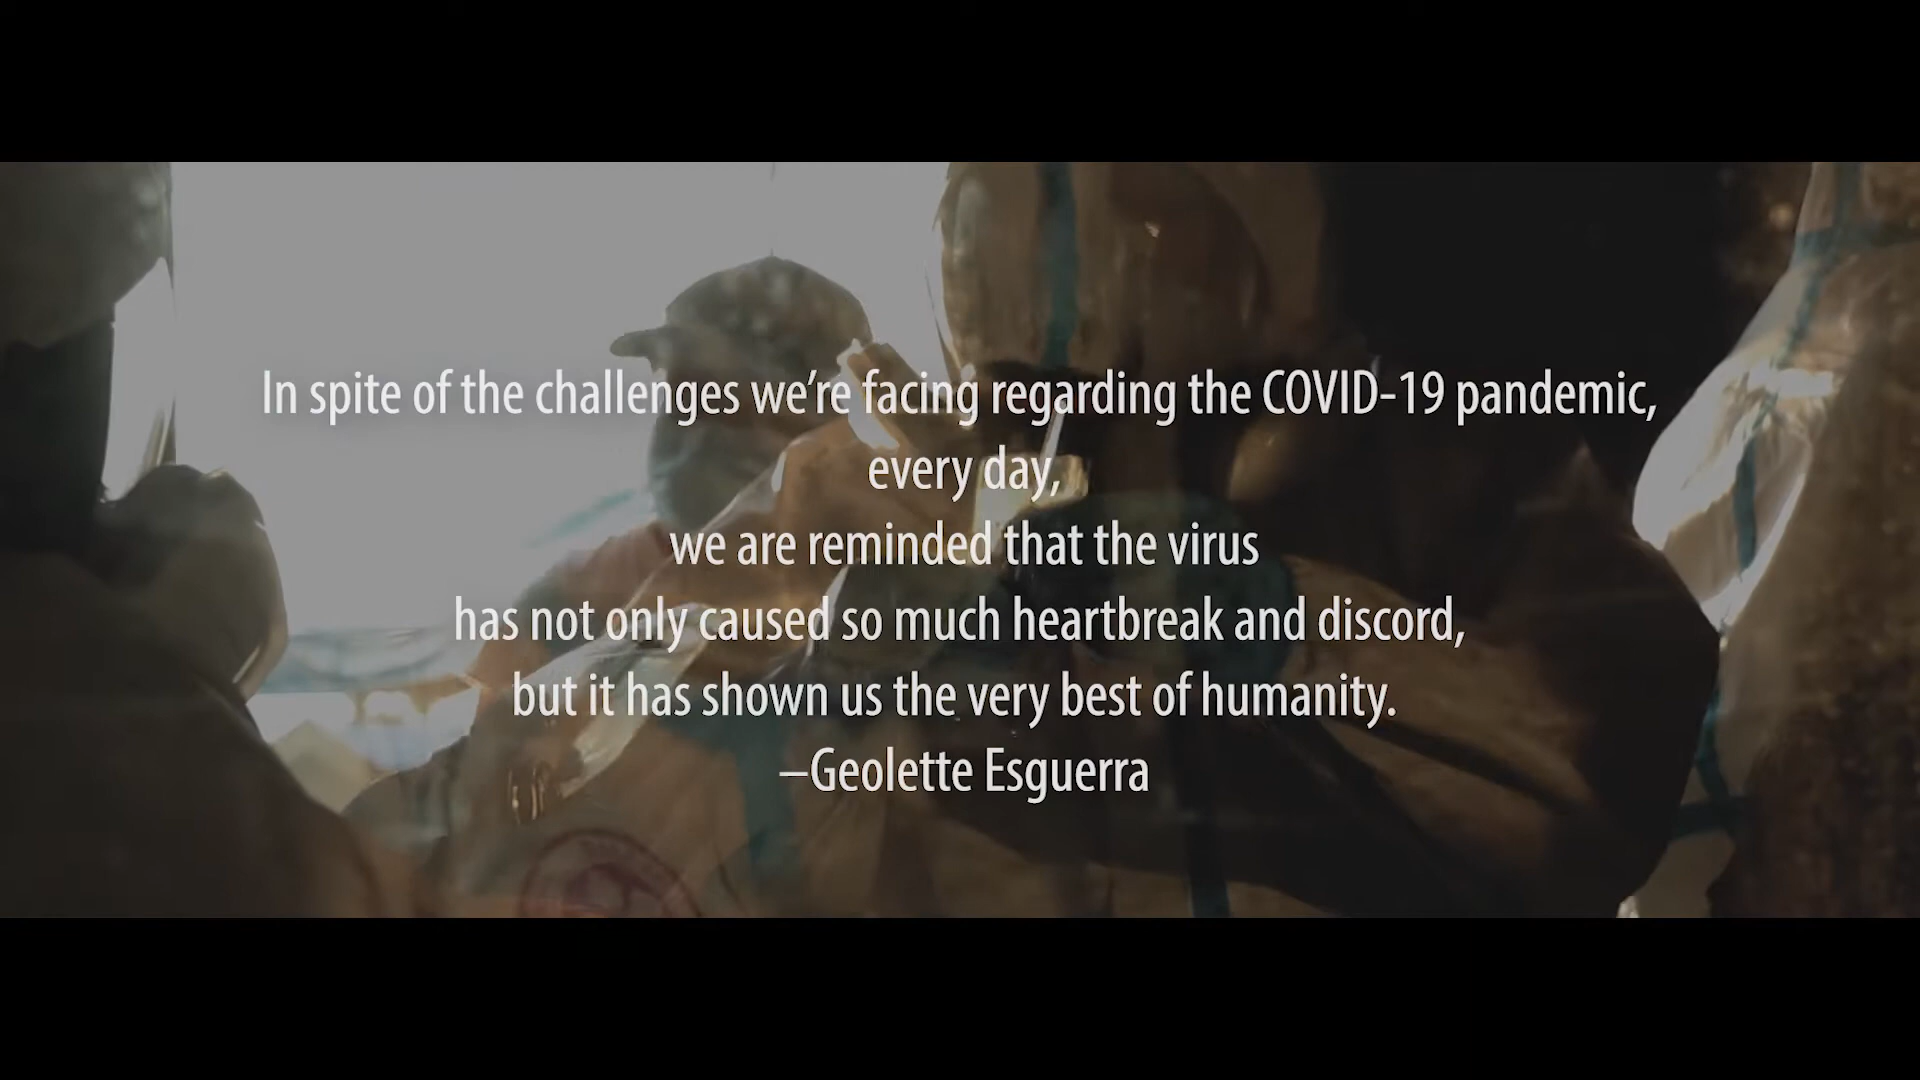 In spite of the challenges we're facing regarding the COVID-19 pandemic,
every day,
we are reminded that the virus
has not only caused so much heartbreak and discord,
but it has shown us the very best of humanity.
–Geolette Esguerra